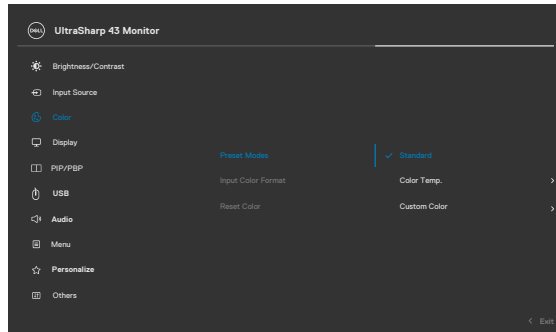 DELL UltraSharp 43 Monitor
Brightness/Contrast
Input Source
Color
Display
PIP/PBP
USB
Audio
Menu
Personalize
Others
Preset Modes
Input Color Format
Reset Color
Standard
Color Temp.
Custom Color
Exit